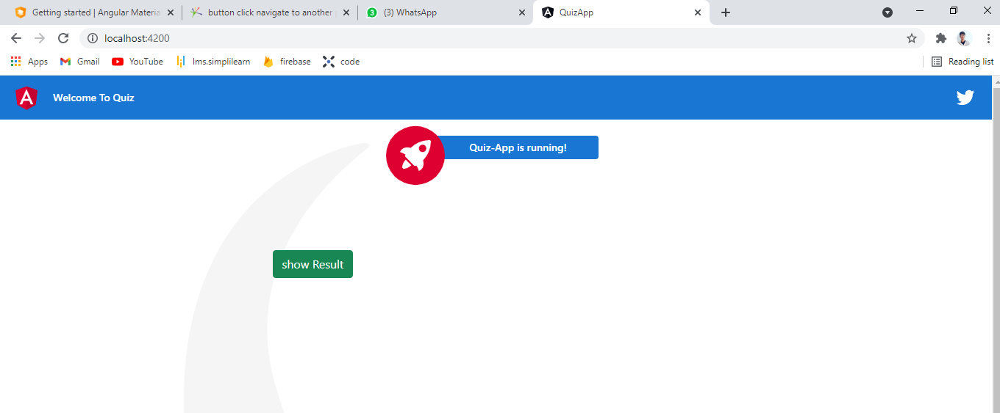 Getting started | Angular Materia
button click navigate to another
3
(3) WhatsApp
QuizApp
localhost:4200
Apps
Gmail
YouTube
lms.simplilearn
firebase
code
Reading list
A
Welcome To Quiz
Quiz-App is running!
show Result